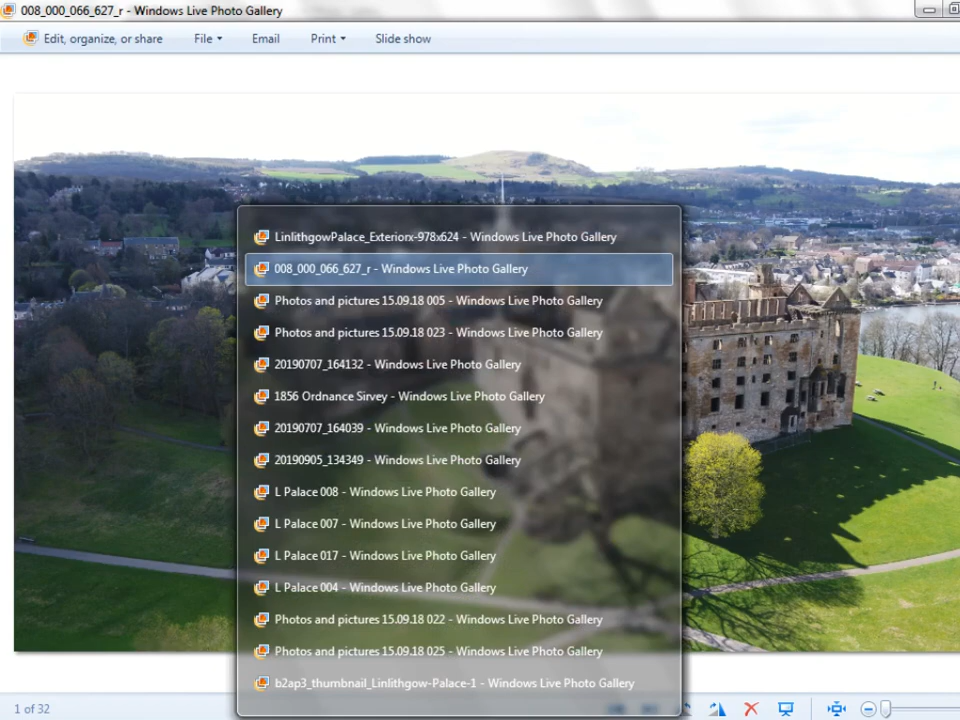 008_000_066_627_r - Windows Live Photo Gallery
Edit, organize, or share File Email Print Slide show
LinlithgowPalace_Exteriorx-978x624 - Windows Live Photo Gallery
008_000_066_627_r - Windows Live Photo Gallery
Photos and pictures 15.09.18 005 - Windows Live Photo Gallery
Photos and pictures 15.09.18 023 - Windows Live Photo Gallery
20190707_164132 - Windows Live Photo Gallery
1856 Ordnance Sirvey - Windows Live Photo Gallery
20190707_164039 - Windows Live Photo Gallery
20190905_134349 - Windows Live Photo Gallery
L Palace 008 - Windows Live Photo Gallery
L Palace 007 - Windows Live Photo Gallery
L Palace 017 - Windows Live Photo Gallery
L Palace 004 - Windows Live Photo Gallery
Photos and pictures 15.09.18 022 - Windows Live Photo Gallery
Photos and pictures 15.09.18 025 - Windows Live Photo Gallery
b2ap3_thumbnail_Linlithgow-Palace-1 - Windows Live Photo Gallery
1 of 32